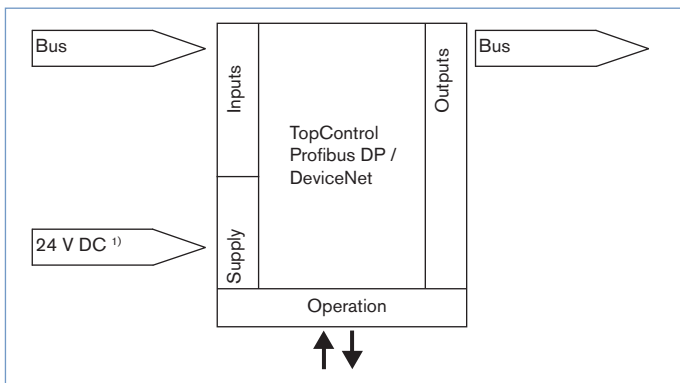 Bus
Inputs
Outputs
Bus
TopControl
Profibus DP /
DeviceNet
24 V DC ¹⁾
Supply
Operation